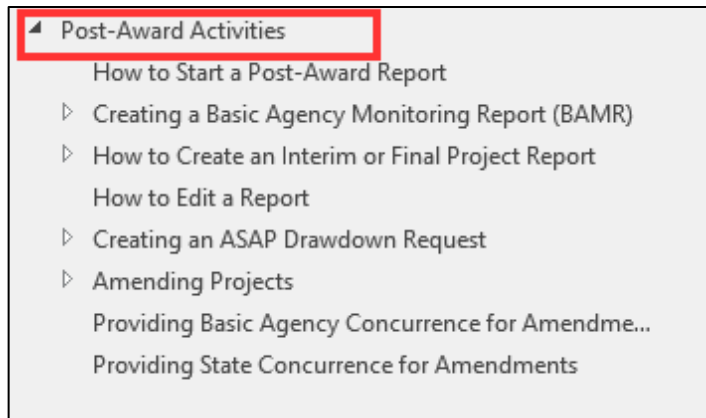 Post-Award Activities
How to Start a Post-Award Report
Creating a Basic Agency Monitoring Report (BAMR)
How to Create an Interim or Final Project Report
How to Edit a Report
Creating an ASAP Drawdown Request
Amending Projects
Providing Basic Agency Concurrence for Amendme...
Providing State Concurrence for Amendments